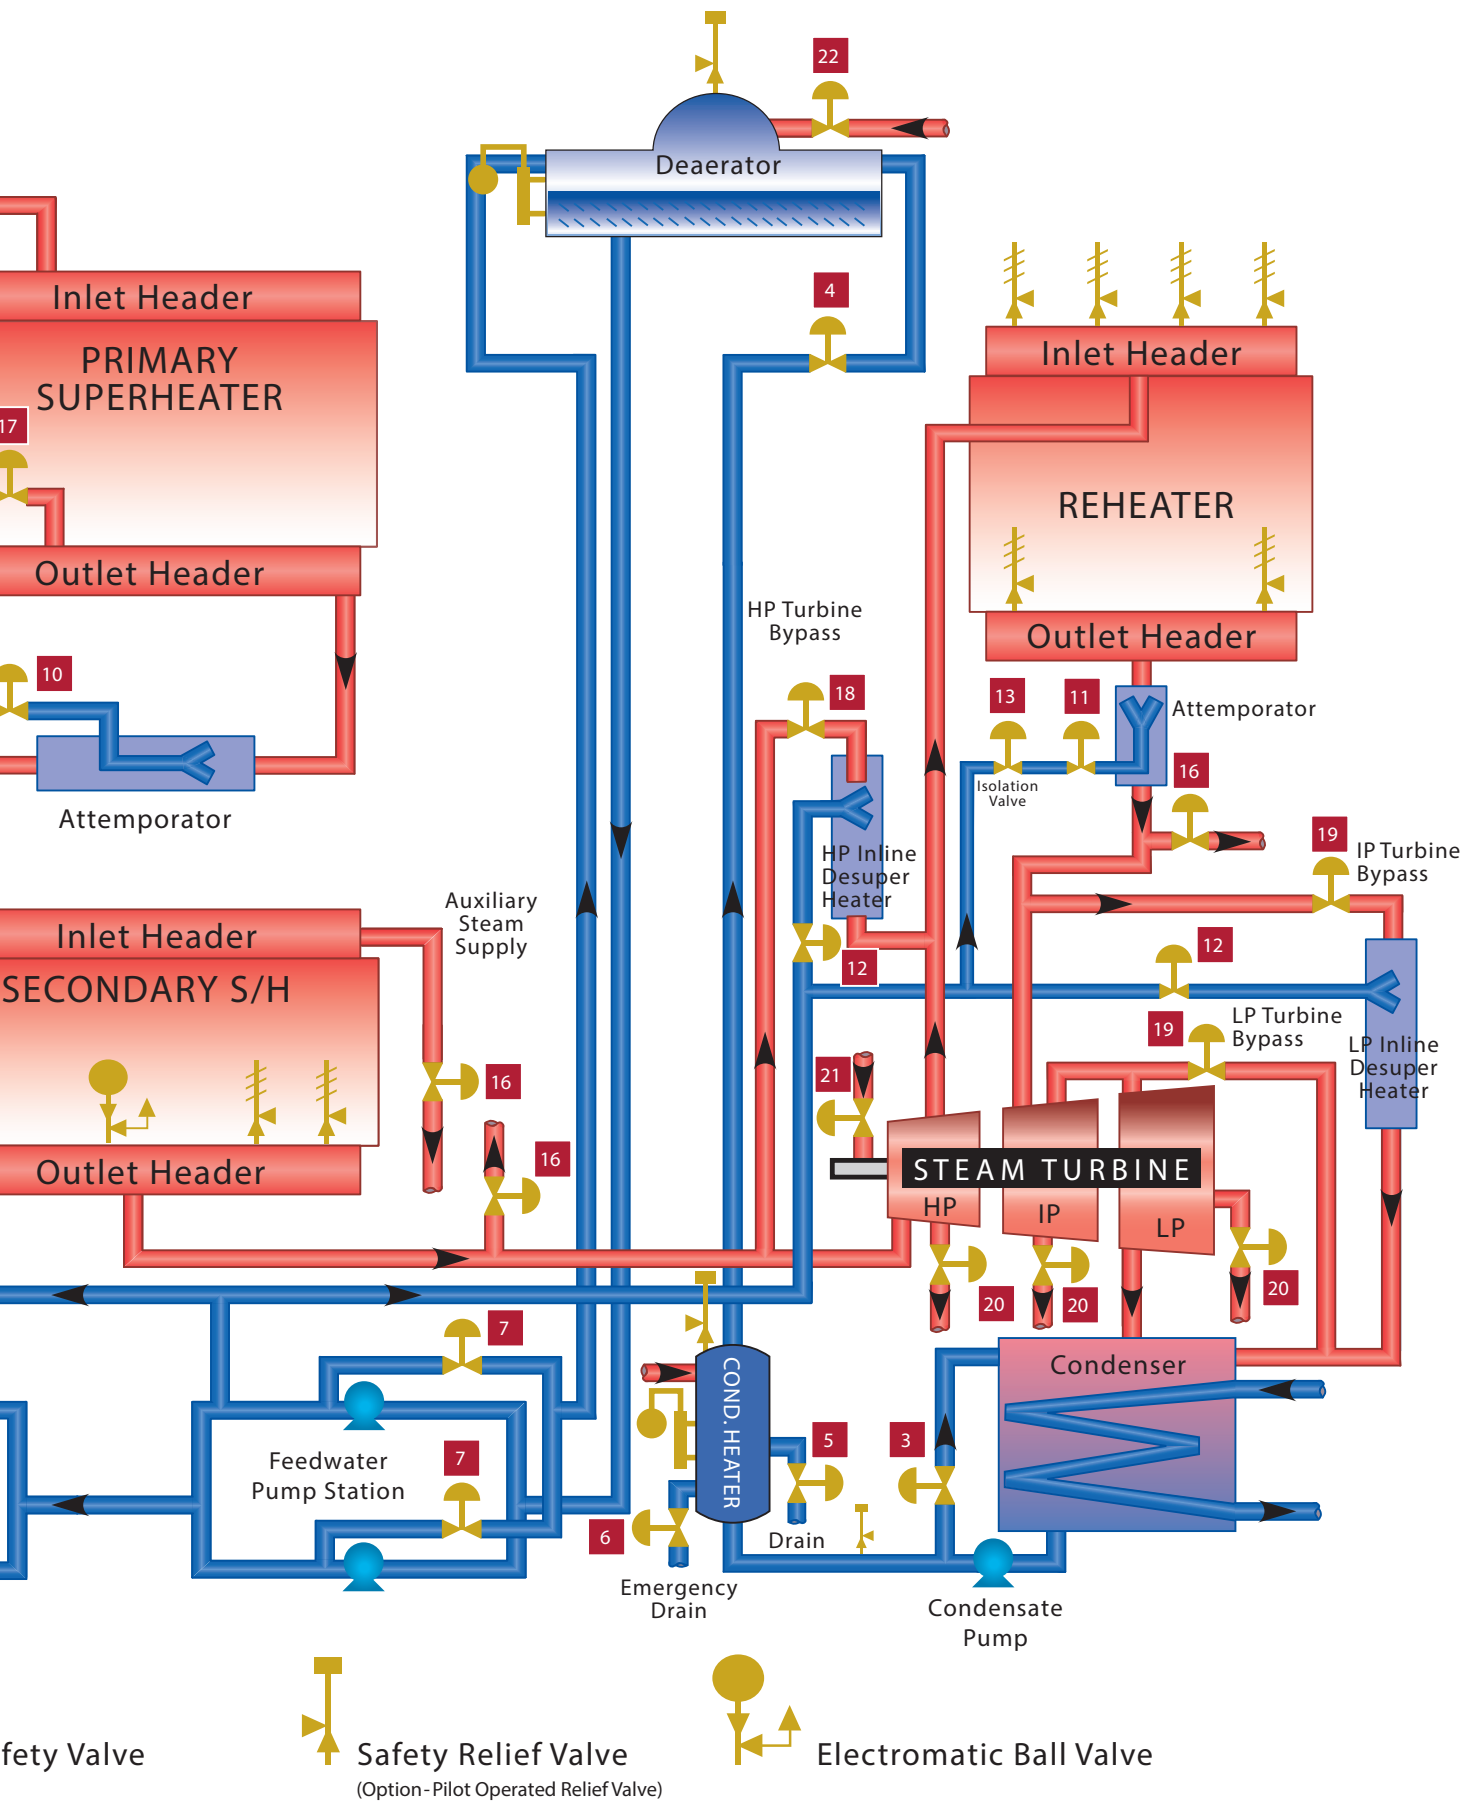 22
Deaerator
4
Inlet Header
PRIMARY
SUPERHEATER
17
Outlet Header
10
Attemporator
Inlet Header
REHEATER
Outlet Header
HP Turbine
Bypass
18
13
11
Attemporator
Isolation
Valve
16
19
IP Turbine
Bypass
HP Inline
Desuper
Heater
12
12
Auxiliary
Steam
Supply
Inlet Header
SECONDARY S/H
Outlet Header
16
16
19
LP Turbine
Bypass
LP Inline
Desuper
Heater
21
STEAM TURBINE
HP
IP
LP
20
20
20
7
Feedwater
Pump Station
7
COND. HEATER
5
3
Condenser
6
Drain
Emergency
Drain
Condensate
Pump
fety Valve
Safety Relief Valve
(Option-Pilot Operated Relief Valve)
Electromatic Ball Valve